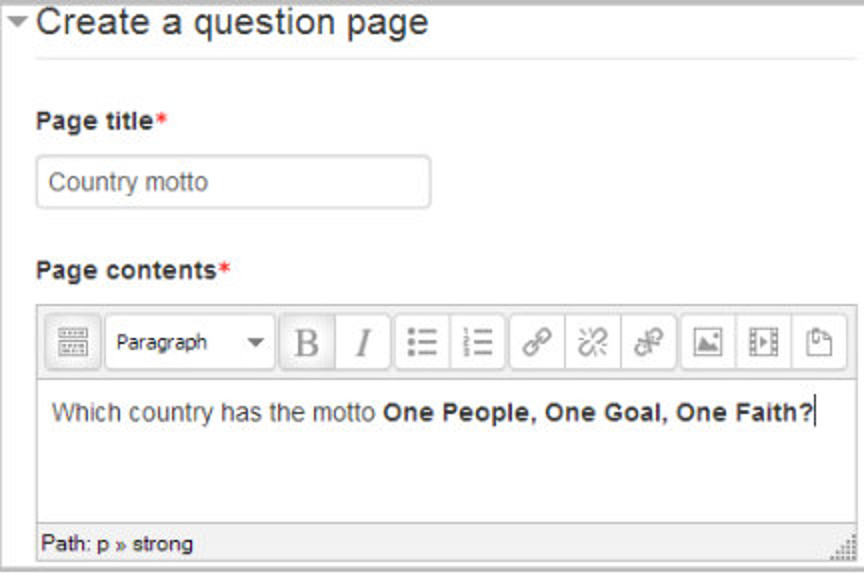 Create a question page
Page title*
Country motto
Page contents*
Paragraph B I
Which country has the motto One People, One Goal, One Faith?
Path: p » strong